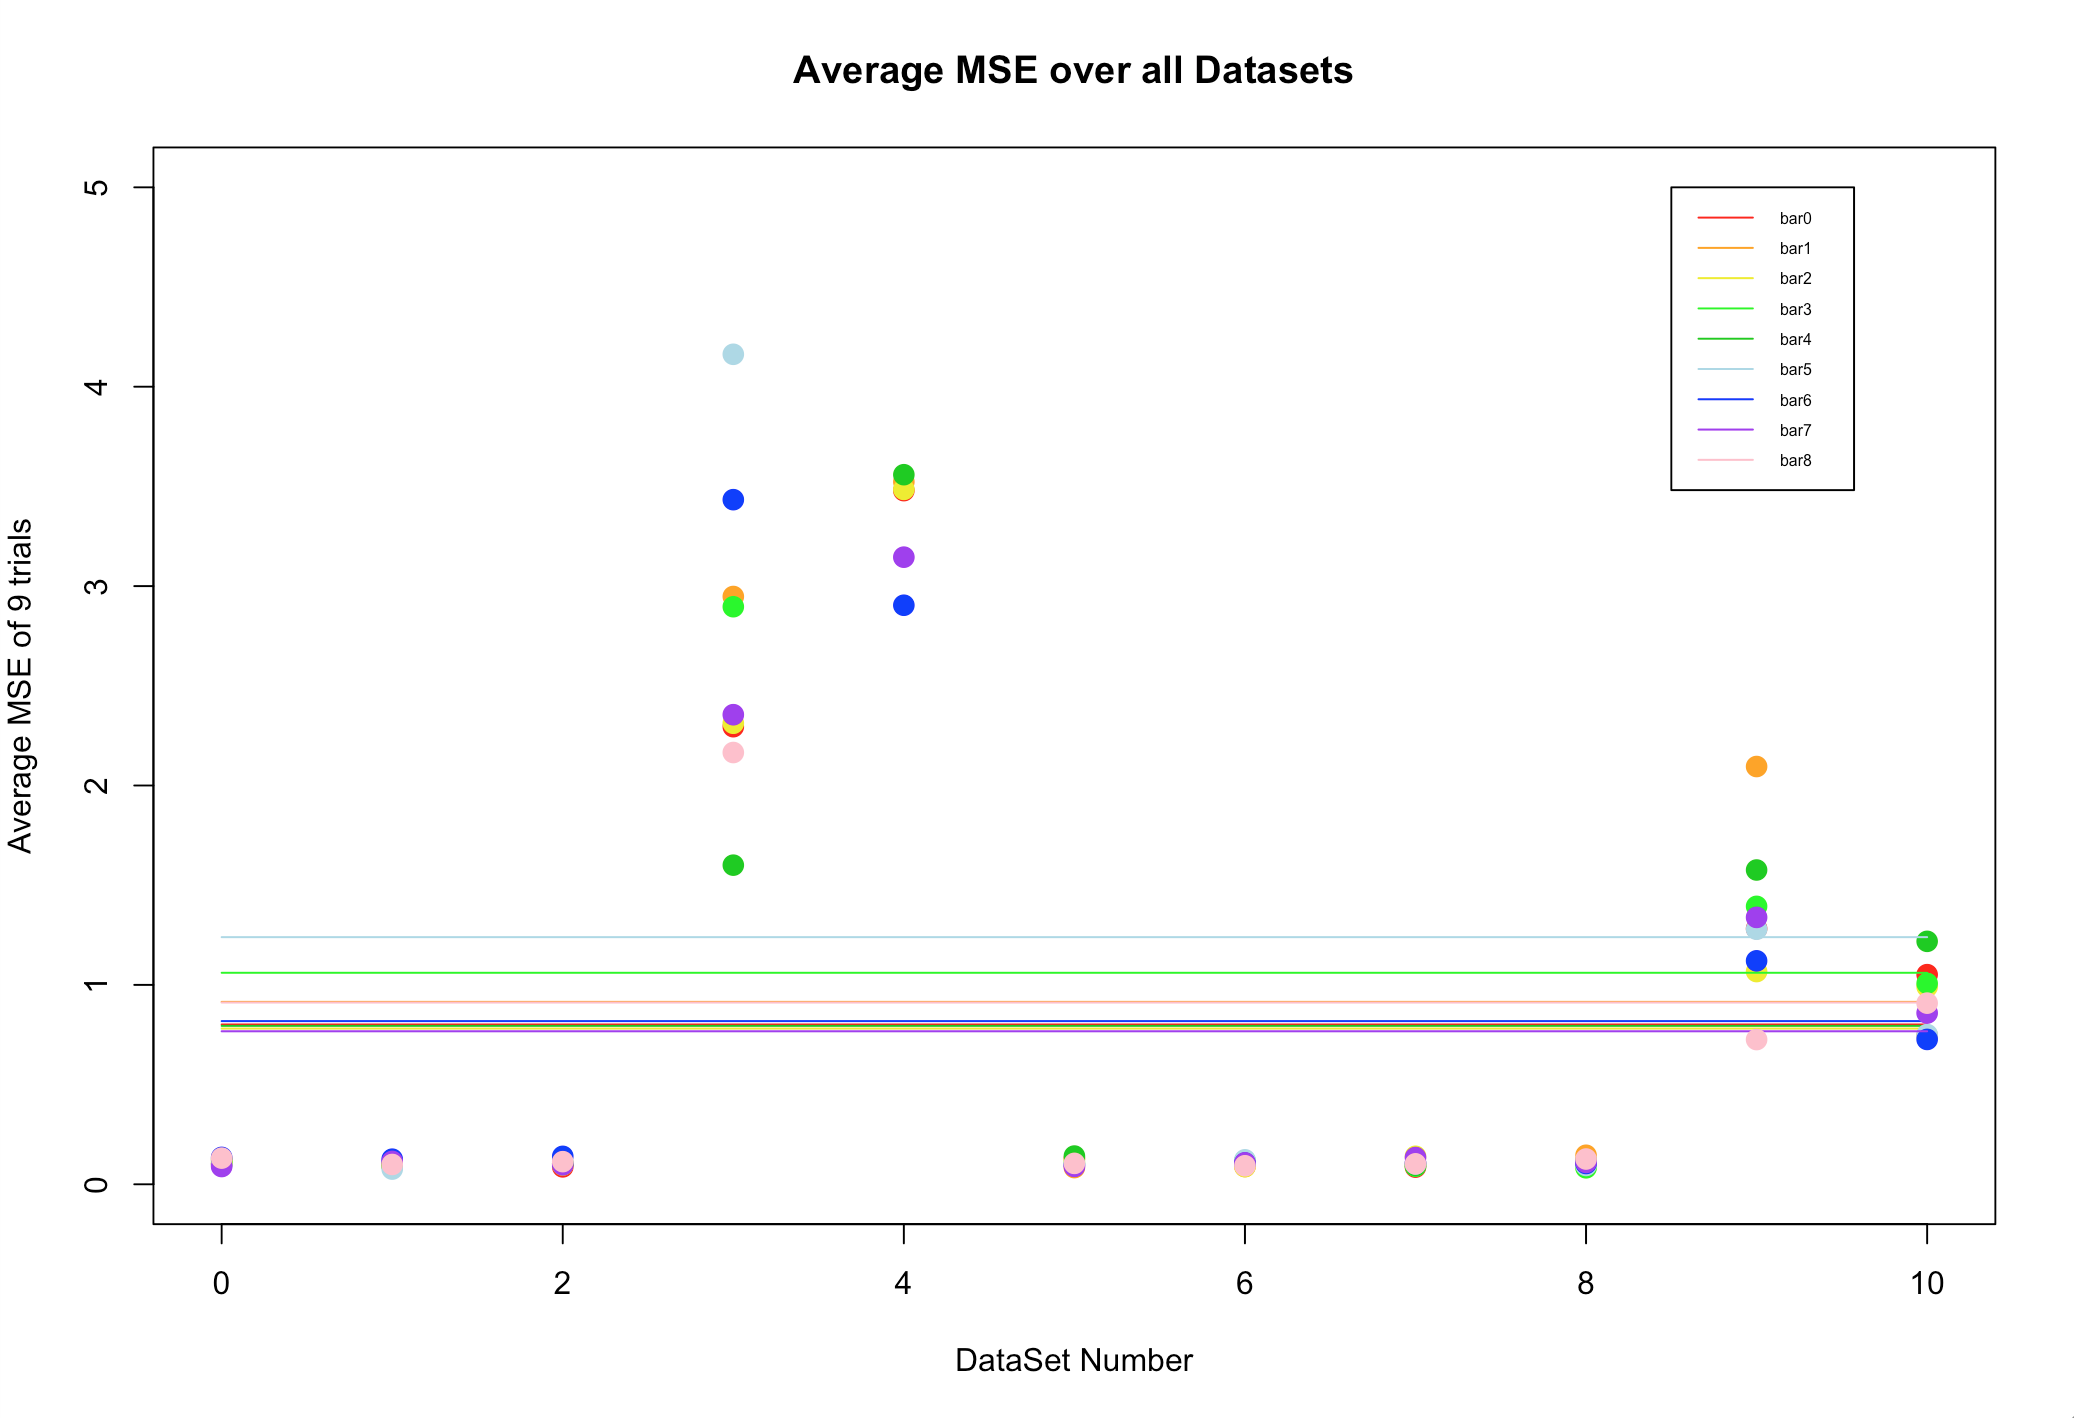 Average MSE over all Datasets
5
4
3
2
1
0
Average MSE of 9 trials
bar0
bar1
bar2
bar3
bar4
bar5
bar6
bar7
bar8
0 2 4 6 8 10
DataSet Number